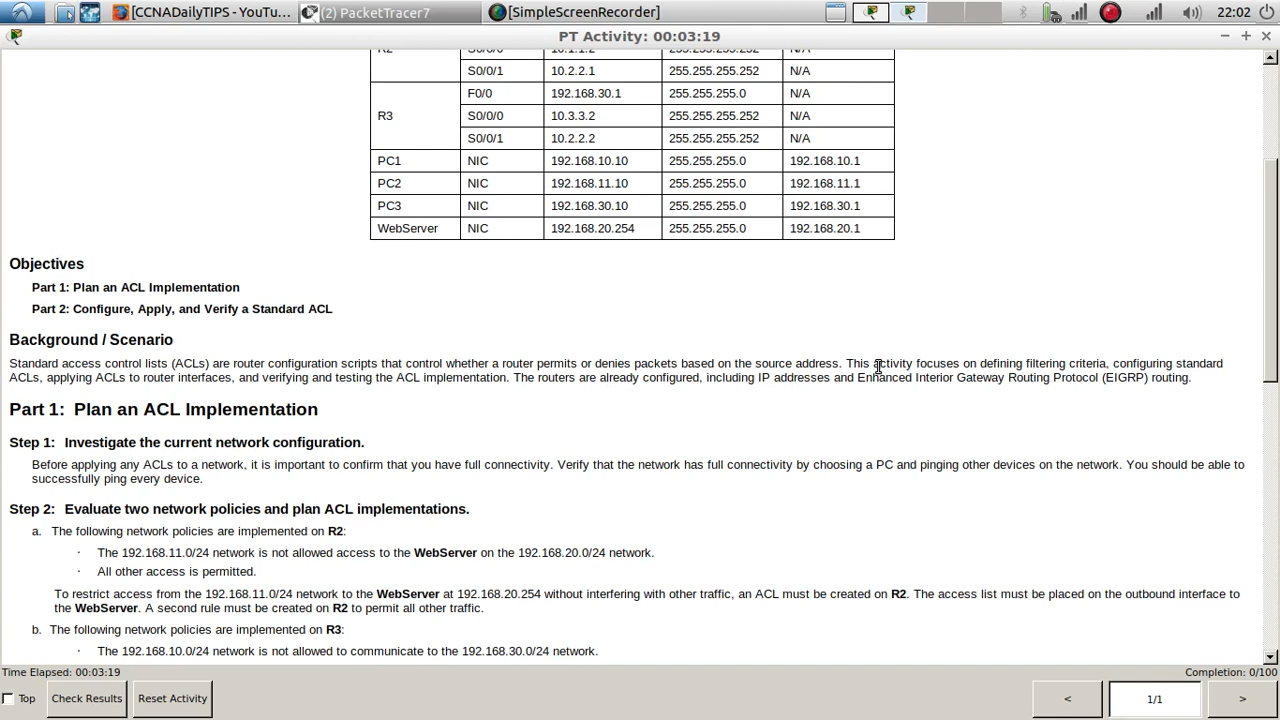 [CCNADailyTIPS - YouTu... (2) PacketTracer7 [SimpleScreenRecorder] 22:02
PT Activity: 00:03:19
R2 S0/0/0 10.1.1.2 255.255.255.252 N/A
S0/0/1 10.2.2.1 255.255.255.252 N/A
R3 F0/0 192.168.30.1 255.255.255.0 N/A
S0/0/0 10.3.3.2 255.255.255.252 N/A
S0/0/1 10.2.2.2 255.255.255.252 N/A
PC1 NIC 192.168.10.10 255.255.255.0 192.168.10.1
PC2 NIC 192.168.11.10 255.255.255.0 192.168.11.1
PC3 NIC 192.168.30.10 255.255.255.0 192.168.30.1
WebServer NIC 192.168.20.254 255.255.255.0 192.168.20.1
Objectives
Part 1: Plan an ACL Implementation
Part 2: Configure, Apply, and Verify a Standard ACL
Background / Scenario
Standard access control lists (ACLs) are router configuration scripts that control whether a router permits or denies packets based on the source address. This activity focuses on defining filtering criteria, configuring standard
ACLs, applying ACLs to router interfaces, and verifying and testing the ACL implementation. The routers are already configured, including IP addresses and Enhanced Interior Gateway Routing Protocol (EIGRP) routing.
Part 1: Plan an ACL Implementation
Step 1: Investigate the current network configuration.
Before applying any ACLs to a network, it is important to confirm that you have full connectivity. Verify that the network has full connectivity by choosing a PC and pinging other devices on the network. You should be able to
successfully ping every device.
Step 2: Evaluate two network policies and plan ACL implementations.
a. The following network policies are implemented on R2:
· The 192.168.11.0/24 network is not allowed access to the WebServer on the 192.168.20.0/24 network.
· All other access is permitted.
To restrict access from the 192.168.11.0/24 network to the WebServer at 192.168.20.254 without interfering with other traffic, an ACL must be created on R2. The access list must be placed on the outbound interface to
the WebServer. A second rule must be created on R2 to permit all other traffic.
b. The following network policies are implemented on R3:
· The 192.168.10.0/24 network is not allowed to communicate to the 192.168.30.0/24 network.
Time Elapsed: 00:03:19 Completion: 0/100
Top Check Results Reset Activity < 1/1 >